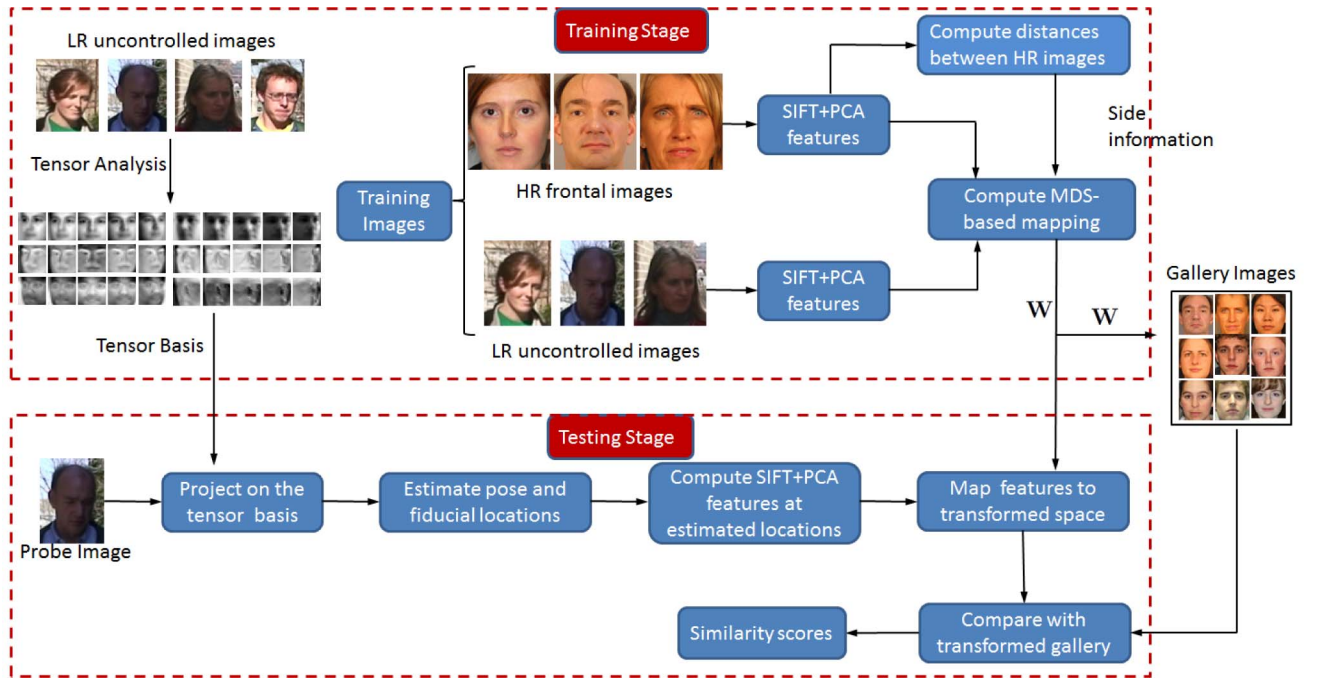 Training Stage
LR uncontrolled images
Tensor Analysis
Tensor Basis
Training
Images
HR frontal images
LR uncontrolled images
SIFT+PCA
features
SIFT+PCA
features
Compute distances
between HR images
Side
information
Compute MDS-
based mapping
W
W
Gallery Images
Testing Stage
Probe Image
Project on the
tensor basis
Estimate pose and
fiducial locations
Compute SIFT+PCA
features at
estimated locations
Map features to
transformed space
Compare with
transformed gallery
Similarity scores